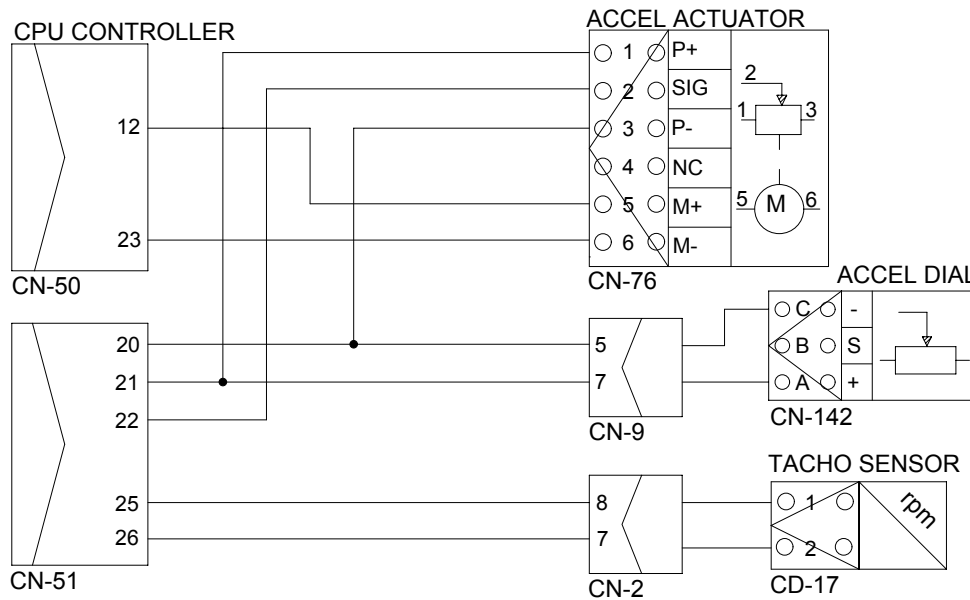 CPU CONTROLLER
12
23
CN-50
20
21
22
25
26
CN-51
ACCEL ACTUATOR
1 P+
2 SIG
3 P-
4 NC
5 M+
6 M-
2
1 3
5 M 6
CN-76
5
7
CN-9
ACCEL DIAL
C -
B S
A +
CN-142
8
7
CN-2
TACHO SENSOR
1
2
rpm
CD-17